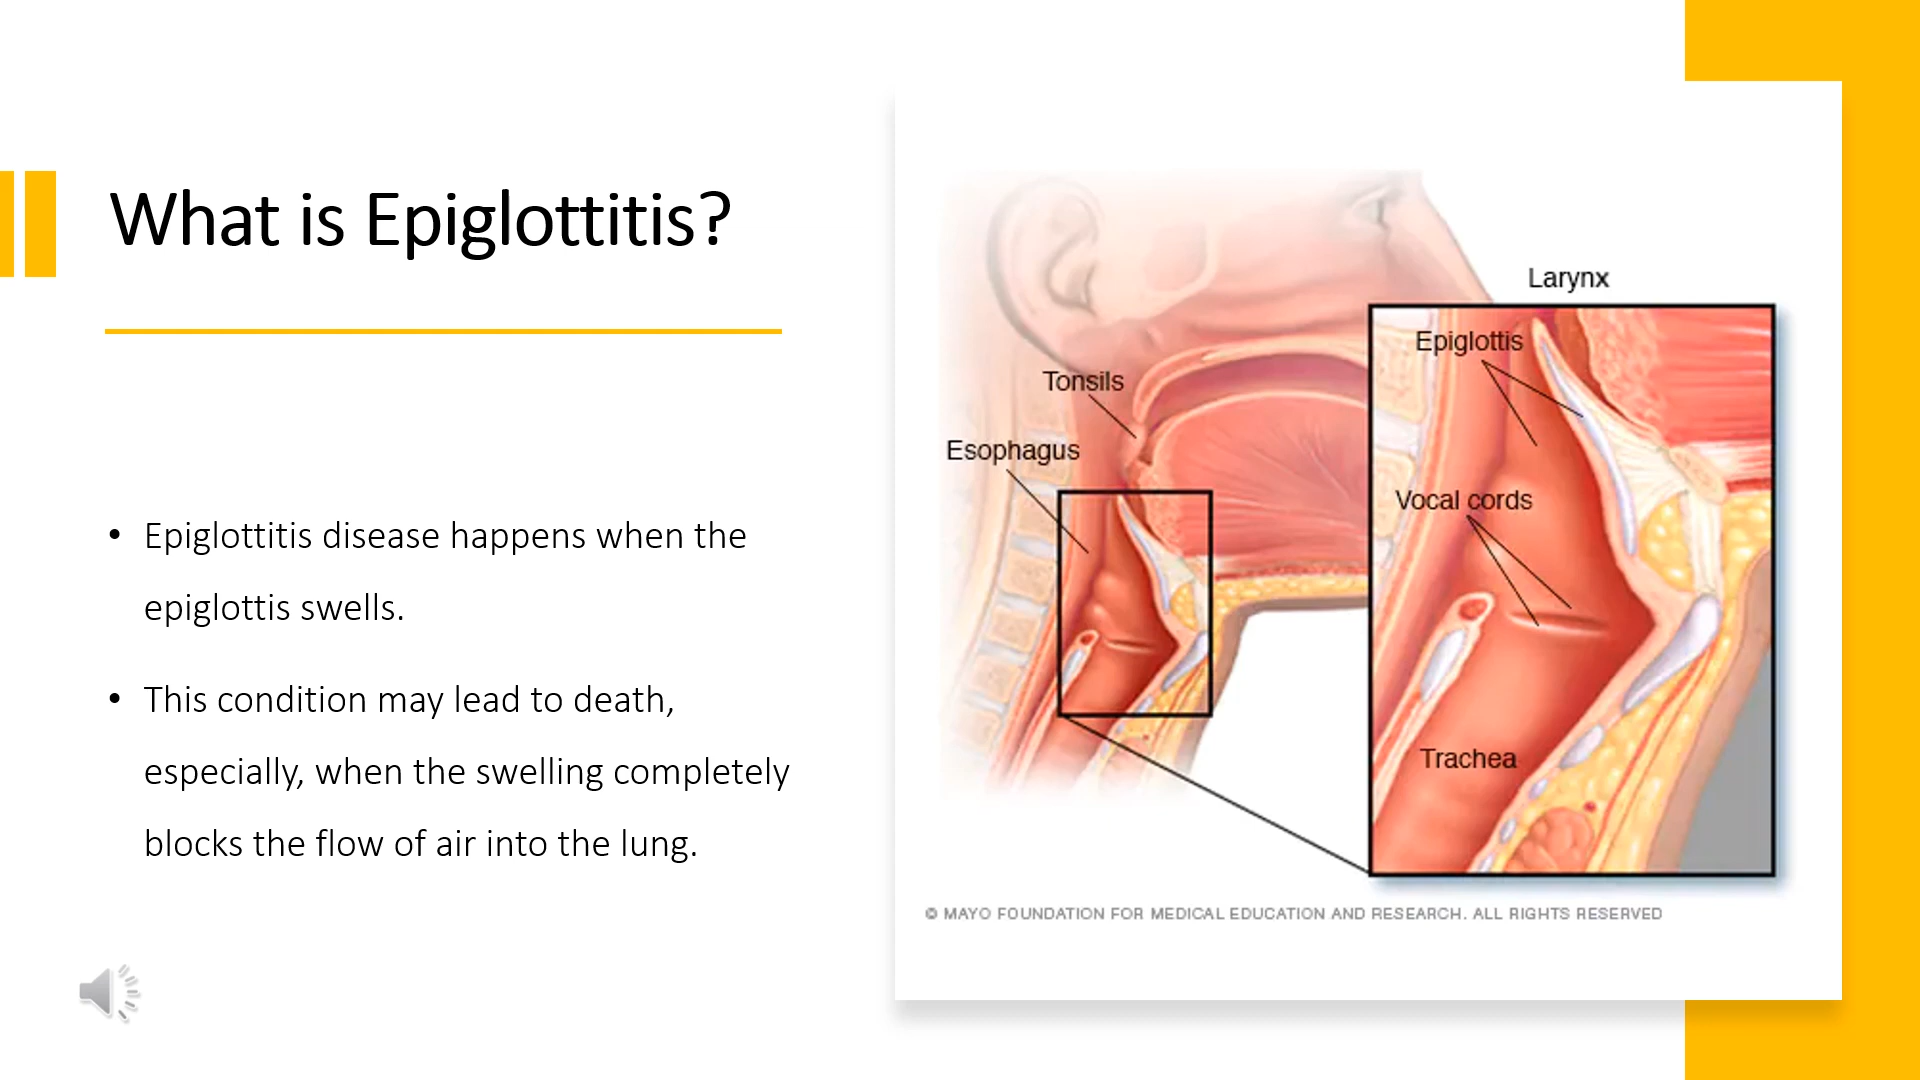 What is Epiglottitis?
• Epiglottitis disease happens when the
epiglottis swells.
• This condition may lead to death,
especially, when the swelling completely
blocks the flow of air into the lung.
Larynx
Epiglottis
Tonsils
Esophagus
Vocal cords
Trachea
© MAYO FOUNDATION FOR MEDICAL EDUCATION AND RESEARCH. ALL RIGHTS RESERVED